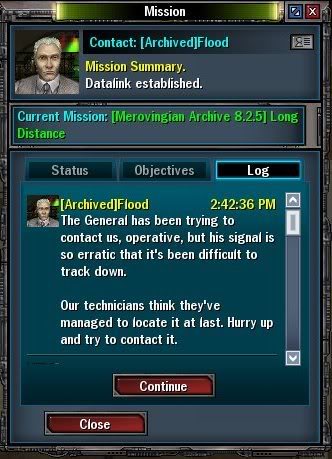 Mission
Contact: [Archived]Flood
Mission Summary.
Datalink established.
Current Mission: [Merovingian Archive 8.2.5] Long
Distance
Status Objectives Log
[Archived]Flood 2:42:36 PM
The General has been trying to
contact us, operative, but his signal is
so erratic that it's been difficult to
track down.
Our technicians think they've
managed to locate it at last. Hurry up
and try to contact it.
Continue
Close